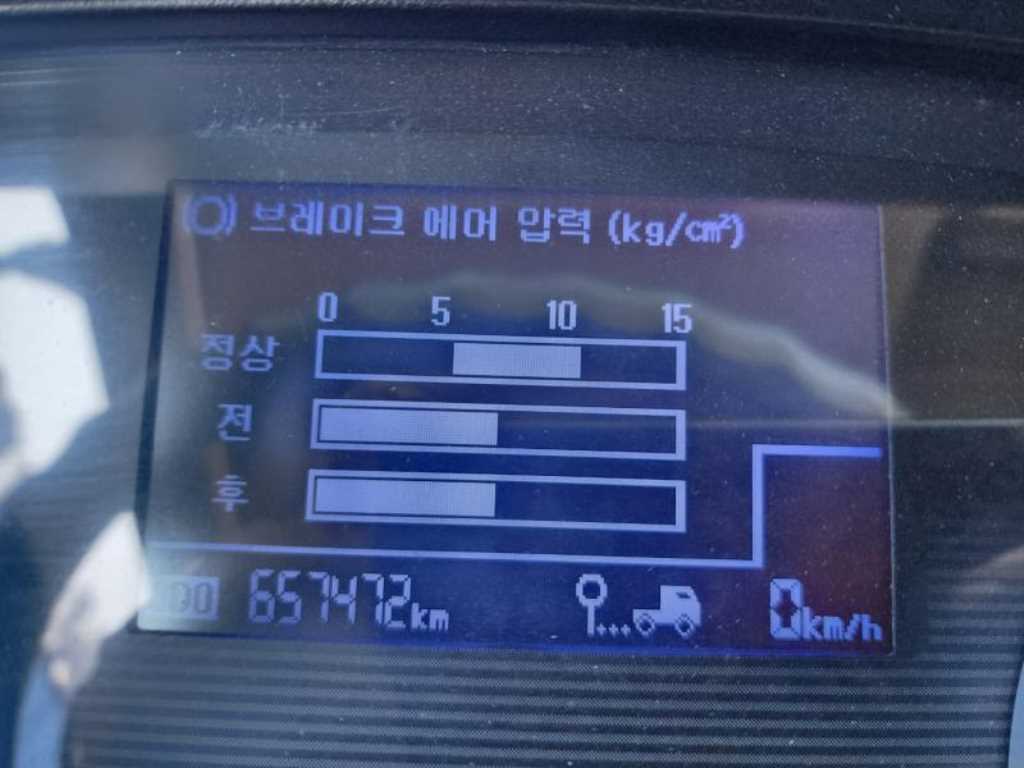 브레이크 에어 압력 (kg/cm²)
0 5 10 15
정상
전
후
657472km 0km/h